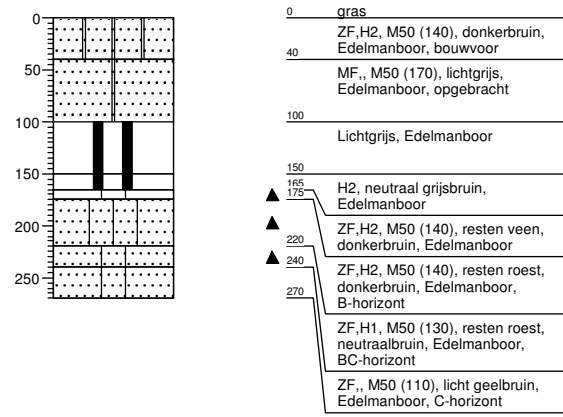 0
50
100
150
200
250
0
gras
ZF,H2, M50 (140), donkerbruin,
Edelmanboor, bouwvoor
40
MF,, M50 (170), lichtgrijs,
Edelmanboor, opgebracht
100
Lichtgrijs, Edelmanboor
150
H2, neutraal grijsbruin,
Edelmanboor
165
ZF,H2, M50 (140), resten veen,
donkerbruin, Edelmanboor
175
ZF,H2, M50 (140), resten roest,
donkerbruin, Edelmanboor,
B-horizont
220
ZF,H1, M50 (130), resten roest,
neutraalbruin, Edelmanboor,
BC-horizont
240
ZF,, M50 (110), licht geelbruin,
Edelmanboor, C-horizont
270